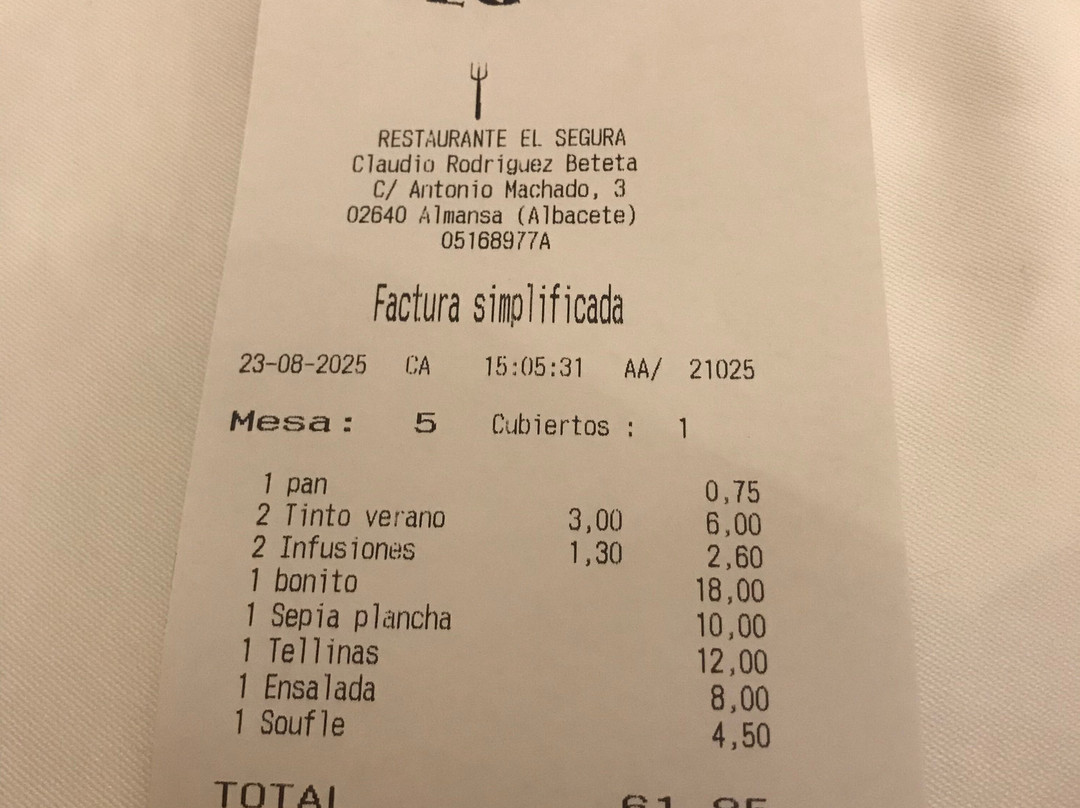 RESTAURANTE EL SEGURA
Claudio Rodriguez Beteta
C/ Antonio Machado, 3
02640 Almansa (Albacete)
05168977A
Factura simplificada
23-08-2025 CA 15:05:31 AA/ 21025
Mesa: 5 Cubiertos : 1
1 pan 0,75
2 Tinto verano 3,00 6,00
2 Infusiones 1,30 2,60
1 bonito 18,00
1 Sepia plancha 10,00
1 Tellinas 12,00
1 Ensalada 8,00
1 Soufle 4,50
TOTAL